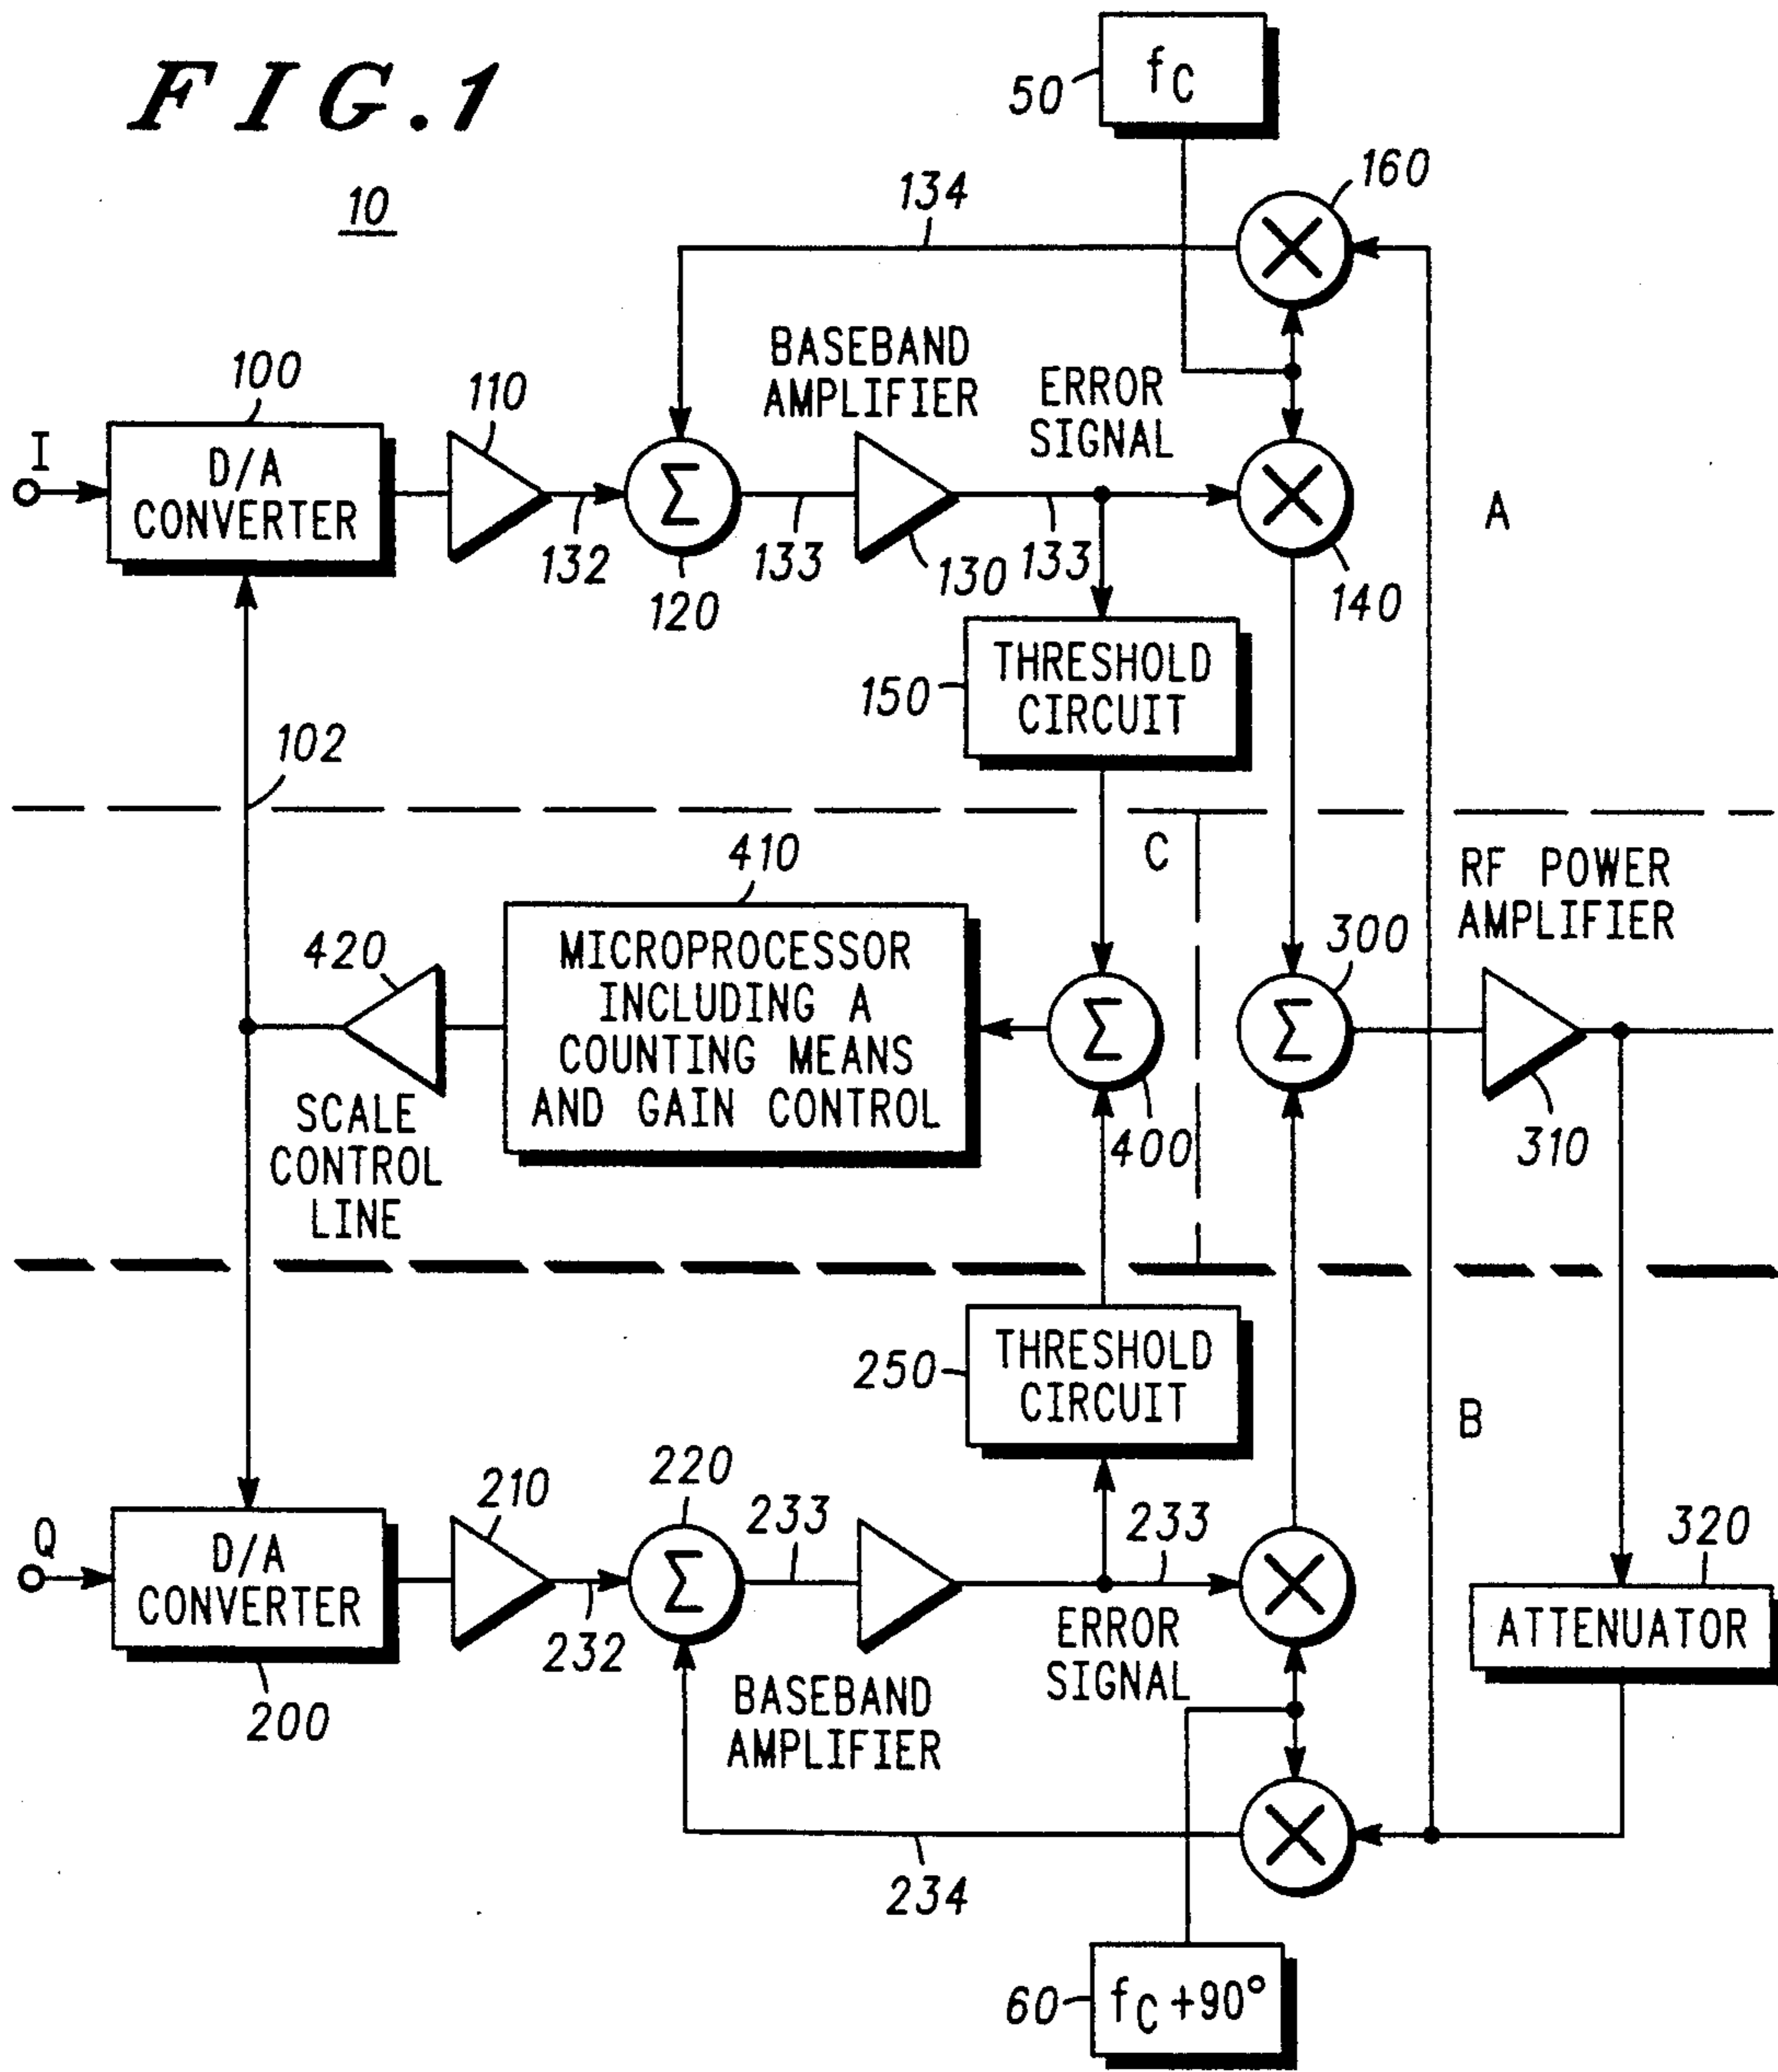 FIG.1
10
50
fC
160
134
BASEBAND
AMPLIFIER
ERROR
SIGNAL
100
110
I
D/A
CONVERTER
Σ
132
120
133
130
133
140
A
150
THRESHOLD
CIRCUIT
102
C
410
RF POWER
AMPLIFIER
420
MICROPROCESSOR
INCLUDING A
COUNTING MEANS
AND GAIN CONTROL
Σ
400
300
Σ
310
SCALE
CONTROL
LINE
250
THRESHOLD
CIRCUIT
B
Q
D/A
CONVERTER
200
210
232
220
Σ
233
233
ERROR
SIGNAL
BASEBAND
AMPLIFIER
320
ATTENUATOR
234
60
fC+90°